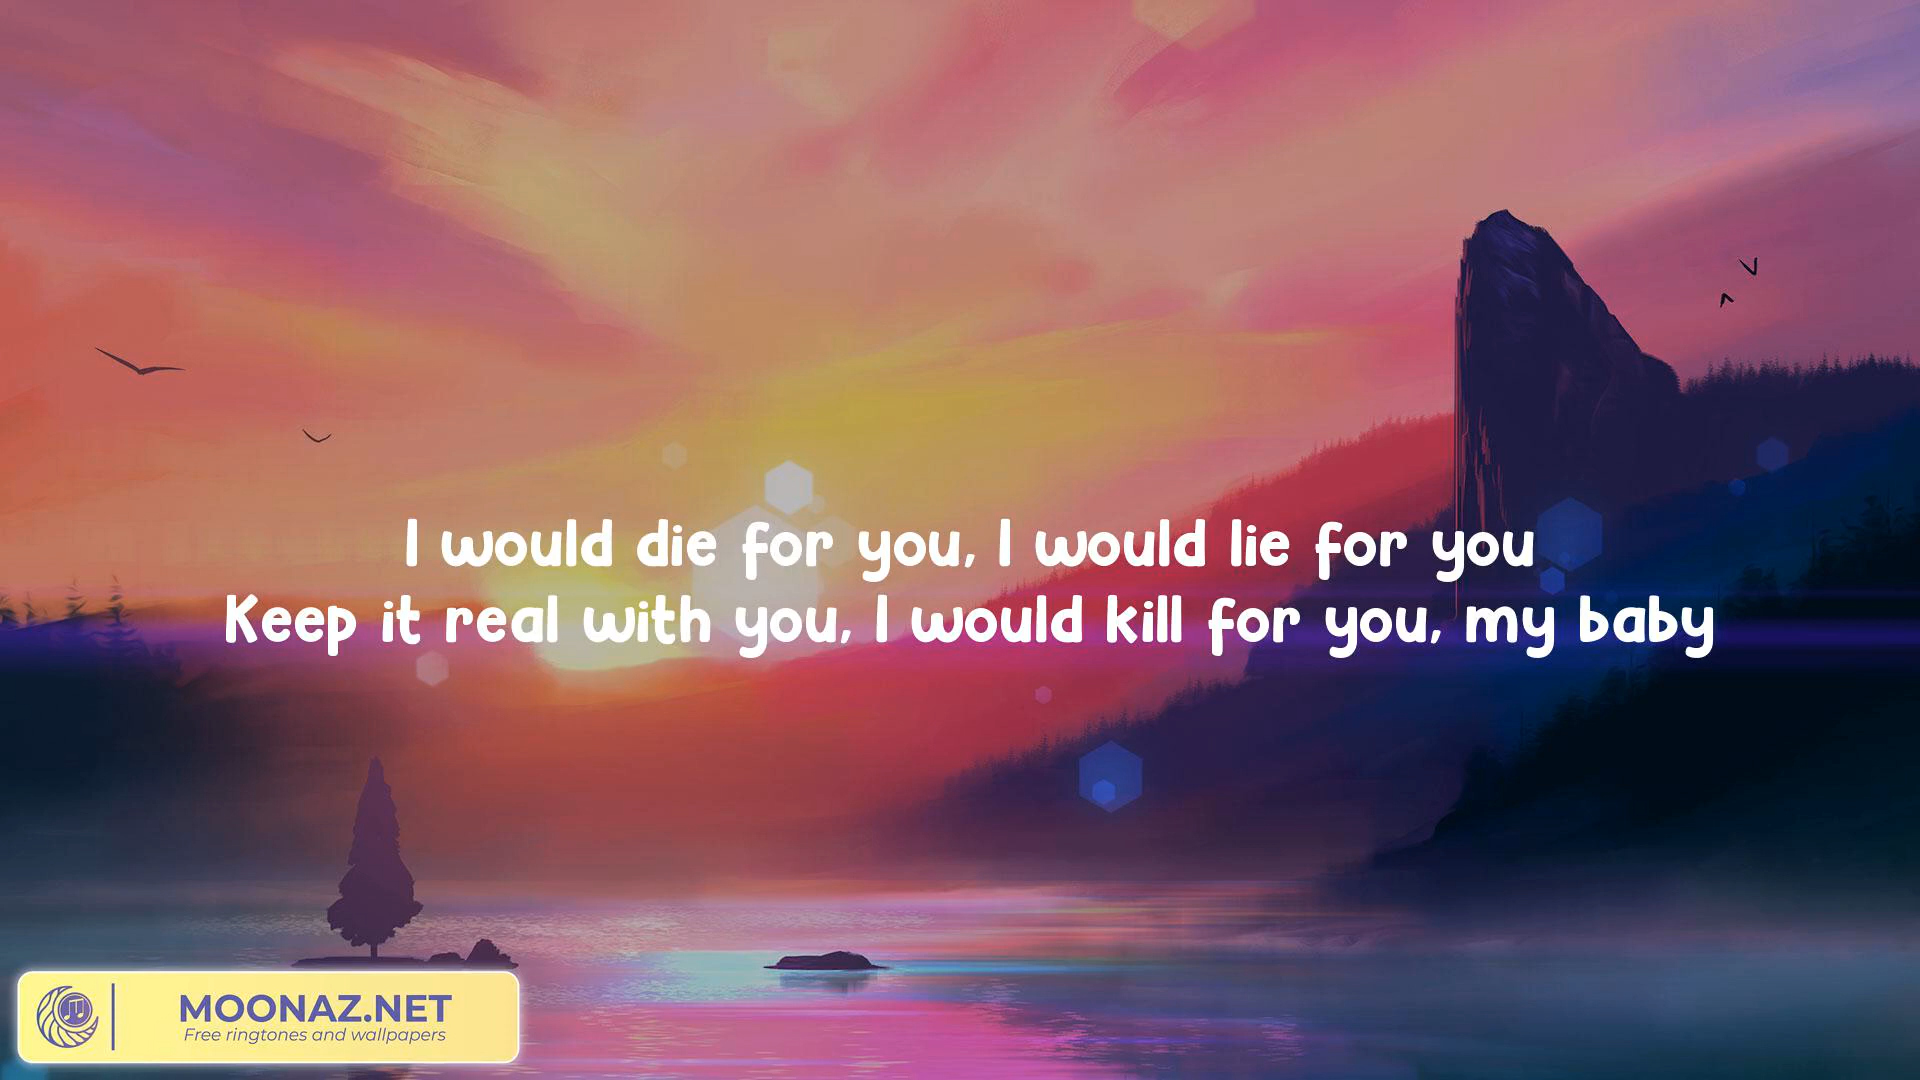 I would die for you, I would lie for you
Keep it real with you, I would kill for you, my baby
MOONAZ.NET
Free ringtones and wallpapers